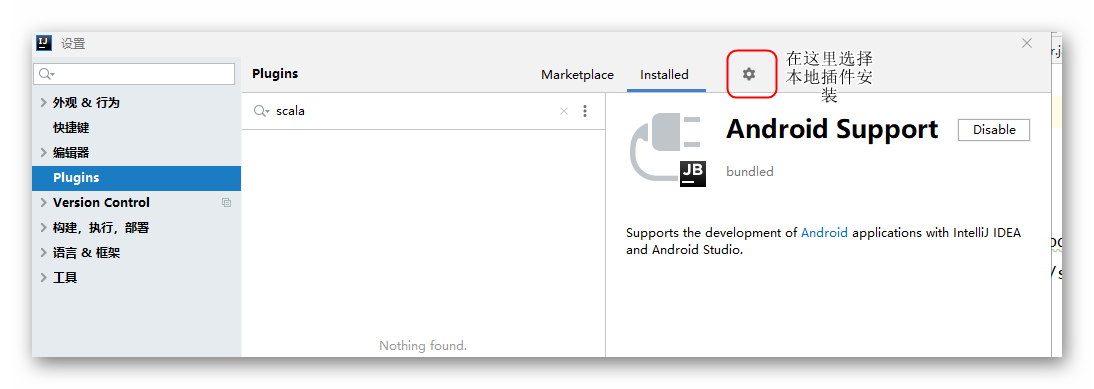 IJ 设置
Plugins
Marketplace
Installed
在这里选择
本地插件安
装
外观 & 行为
快捷键
编辑器
Plugins
Version Control
构建，执行，部署
语言 & 框架
工具
scala
Nothing found.
JB
Android Support
Disable
bundled
Supports the development of Android applications with IntelliJ IDEA
and Android Studio.